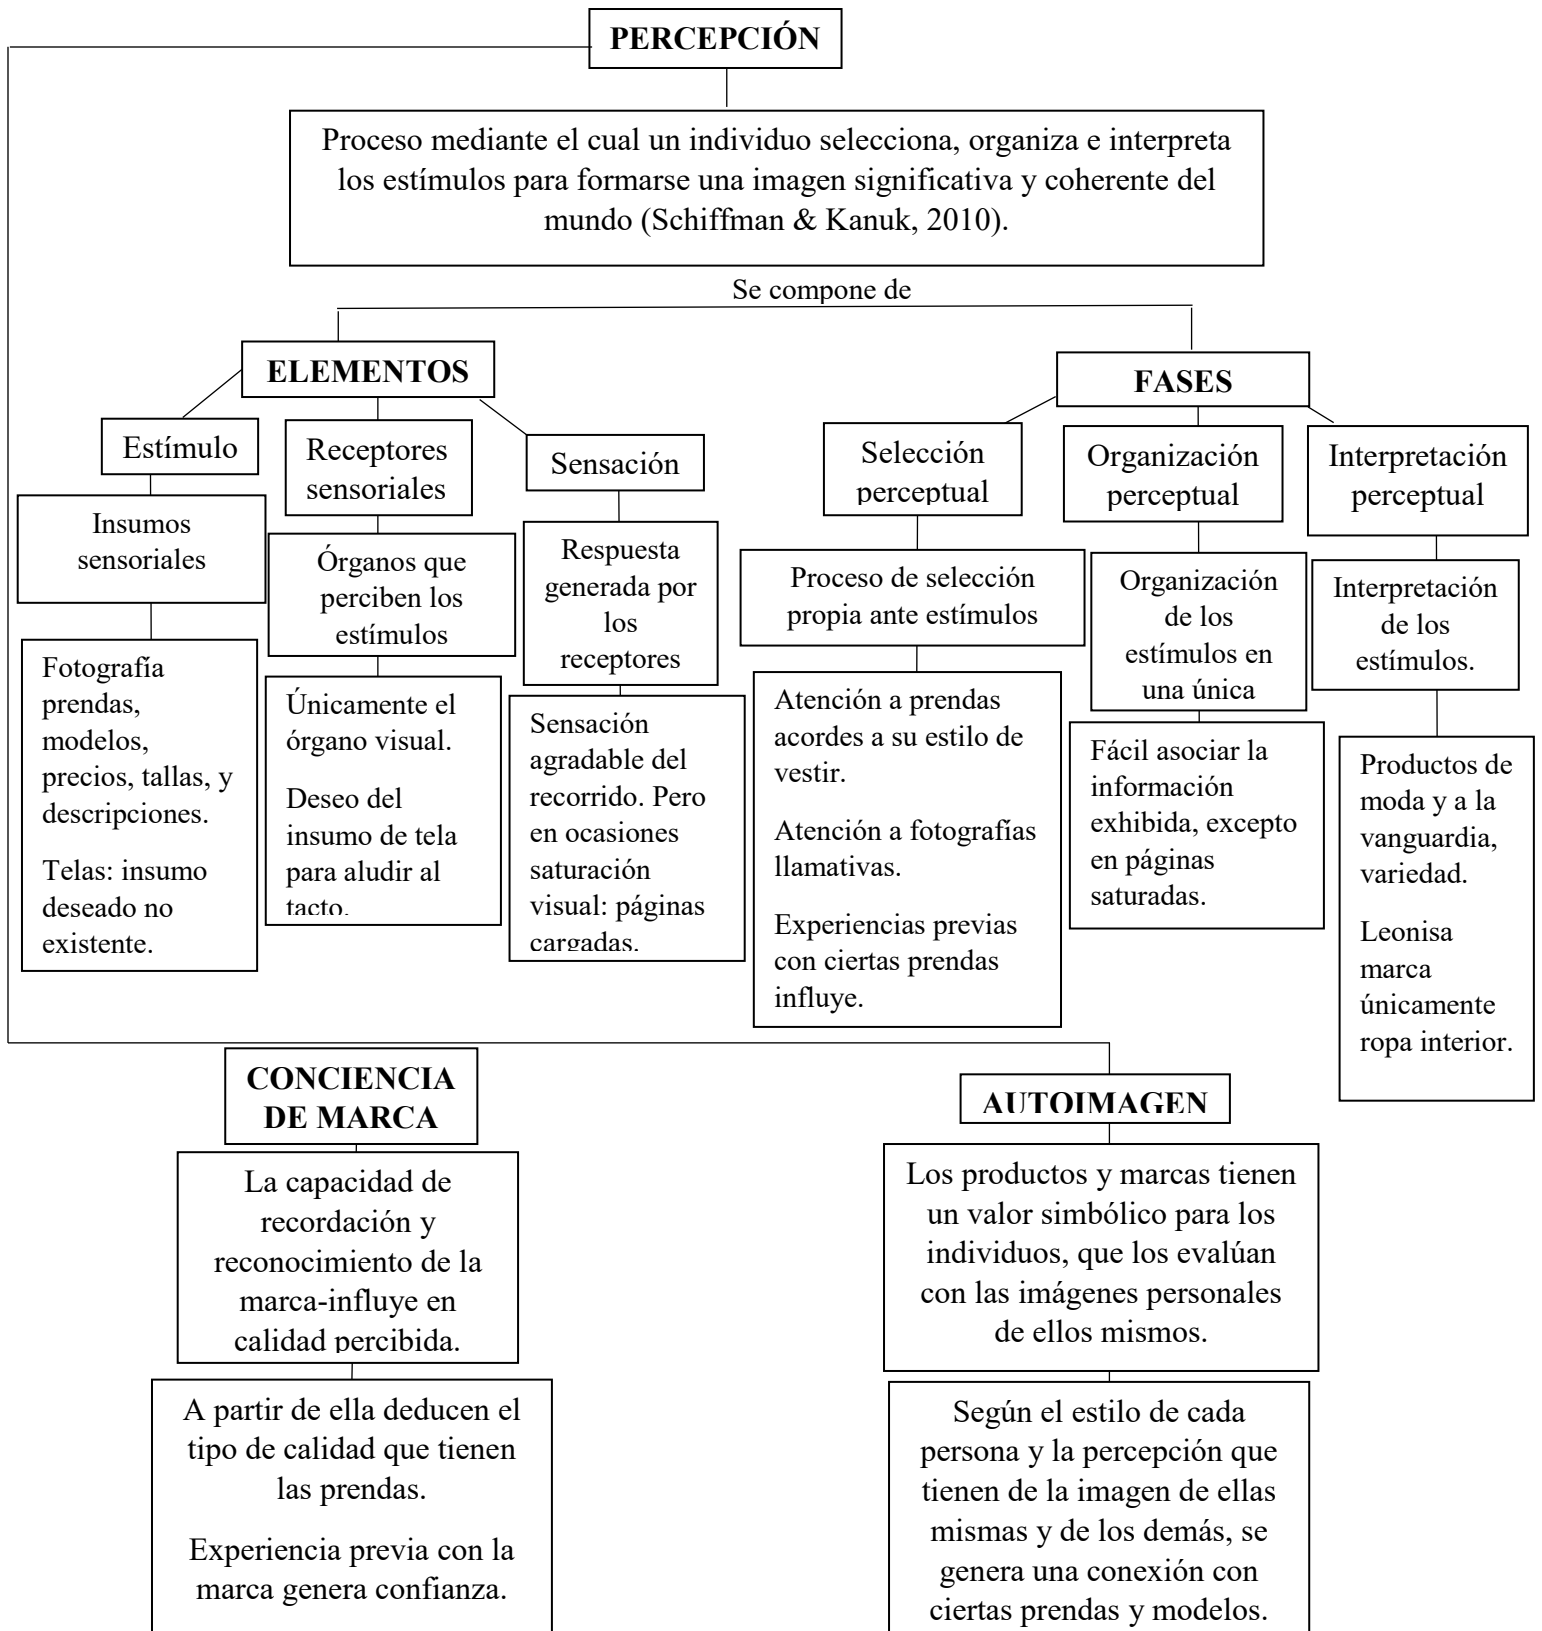 PERCEPCIÓN
Proceso mediante el cual un individuo selecciona, organiza e interpreta
los estímulos para formarse una imagen significativa y coherente del
mundo (Schiffman & Kanuk, 2010).
Se compone de
ELEMENTOS
FASES
Estímulo
Receptores
sensoriales
Sensación
Selección
perceptual
Organización
perceptual
Interpretación
perceptual
Insumos
sensoriales
Órganos que
perciben los
estímulos
Respuesta
generada por
los
receptores
Proceso de selección
propia ante estímulos
Organización
de los
estímulos en
una única
Interpretación
de los
estímulos.
Fotografía
prendas,
modelos,
precios, tallas, y
descripciones.
Telas: insumo
deseado no
existente.
Únicamente el
órgano visual.
Deseo del
insumo de tela
para aludir al
tacto.
Sensación
agradable del
recorrido. Pero
en ocasiones
saturación
visual: páginas
cargadas.
Atención a prendas
acordes a su estilo de
vestir.
Atención a fotografías
llamativas.
Experiencias previas
con ciertas prendas
influye.
Fácil asociar la
información
exhibida, excepto
en páginas
saturadas.
Productos de
moda y a la
vanguardia,
variedad.
Leonisa
marca
únicamente
ropa interior.
CONCIENCIA
DE MARCA
La capacidad de
recordación y
reconocimiento de la
marca-influye en
calidad percibida.
A partir de ella deducen el
tipo de calidad que tienen
las prendas.
Experiencia previa con la
marca genera confianza.
AUTOIMAGEN
Los productos y marcas tienen
un valor simbólico para los
individuos, que los evalúan
con las imágenes personales
de ellos mismos.
Según el estilo de cada
persona y la percepción que
tienen de la imagen de ellas
mismas y de los demás, se
genera una conexión con
ciertas prendas y modelos.